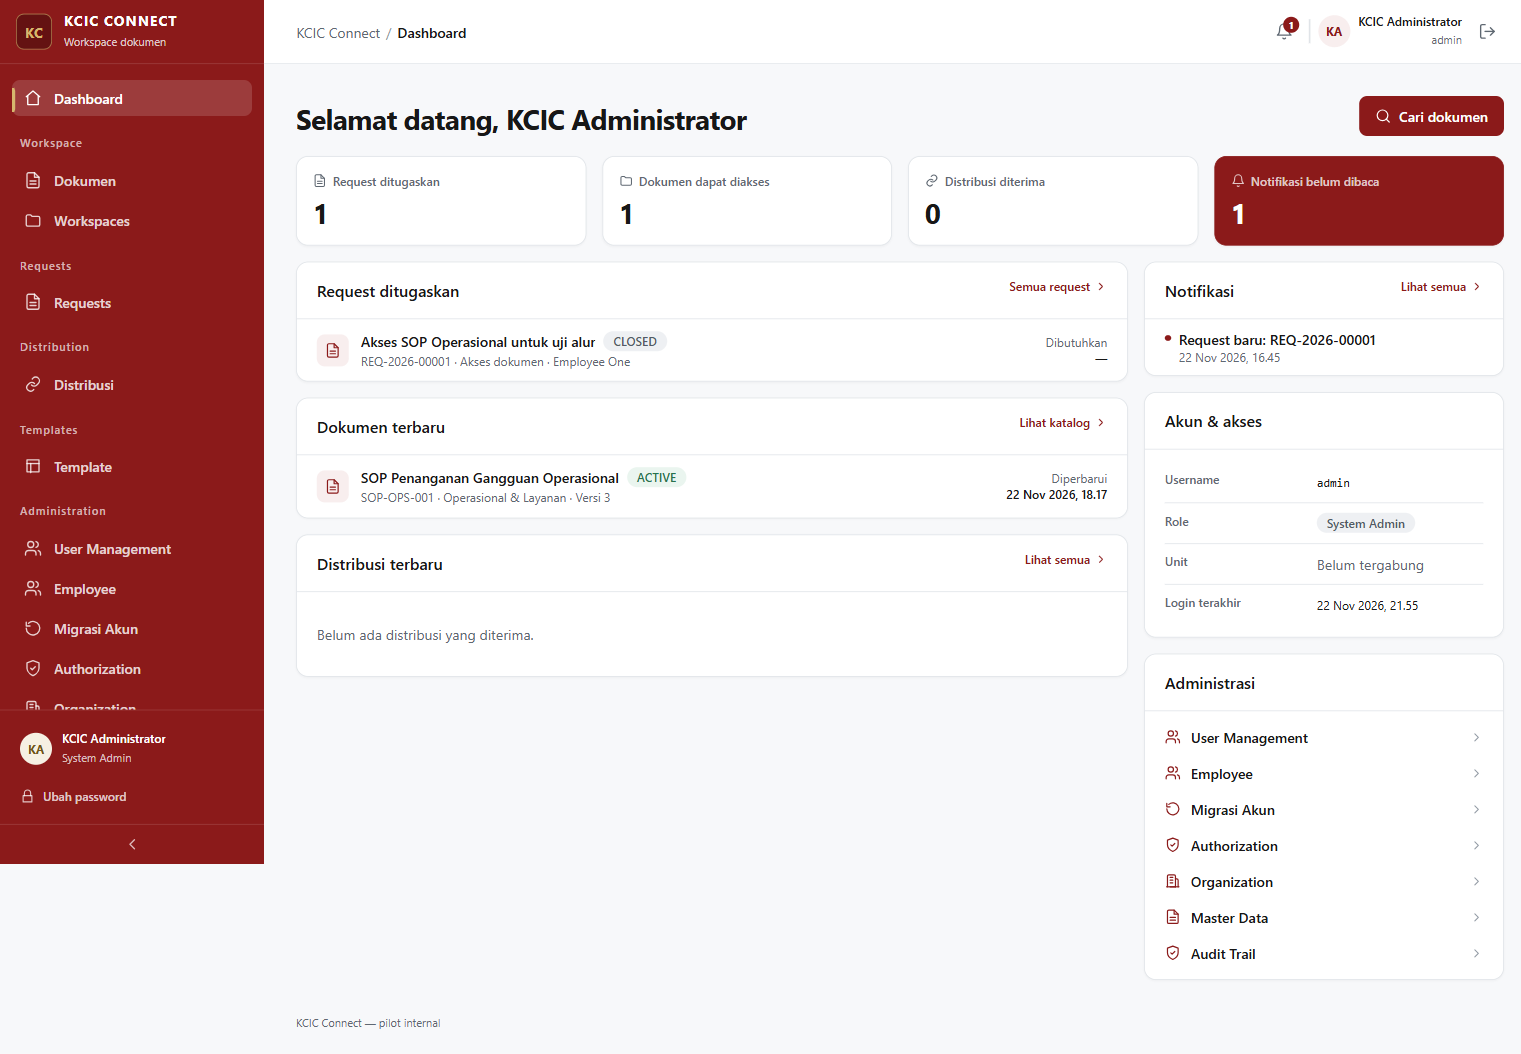 KC
KCIC CONNECT
Workspace dokumen
Dashboard
Workspace
Dokumen
Workspaces
Requests
Requests
Distribution
Distribusi
Templates
Template
Administration
User Management
Employee
Migrasi Akun
Authorization
Organization
KA
KCIC Administrator
System Admin
Ubah password
KCIC Connect / Dashboard
1
KA
KCIC Administrator
admin
Selamat datang, KCIC Administrator
Cari dokumen
Request ditugaskan
1
Dokumen dapat diakses
1
Distribusi diterima
0
Notifikasi belum dibaca
1
Request ditugaskan
Semua request
Akses SOP Operasional untuk uji alur CLOSED
REQ-2026-00001 · Akses dokumen · Employee One
Dibutuhkan
—
Dokumen terbaru
Lihat katalog
SOP Penanganan Gangguan Operasional ACTIVE
SOP-OPS-001 · Operasional & Layanan · Versi 3
Diperbarui
22 Nov 2026, 18.17
Distribusi terbaru
Lihat semua
Belum ada distribusi yang diterima.
Notifikasi
Lihat semua
Request baru: REQ-2026-00001
22 Nov 2026, 16.45
Akun & akses
Username admin
Role System Admin
Unit Belum tergabung
Login terakhir 22 Nov 2026, 21.55
Administrasi
User Management
Employee
Migrasi Akun
Authorization
Organization
Master Data
Audit Trail
KCIC Connect — pilot internal